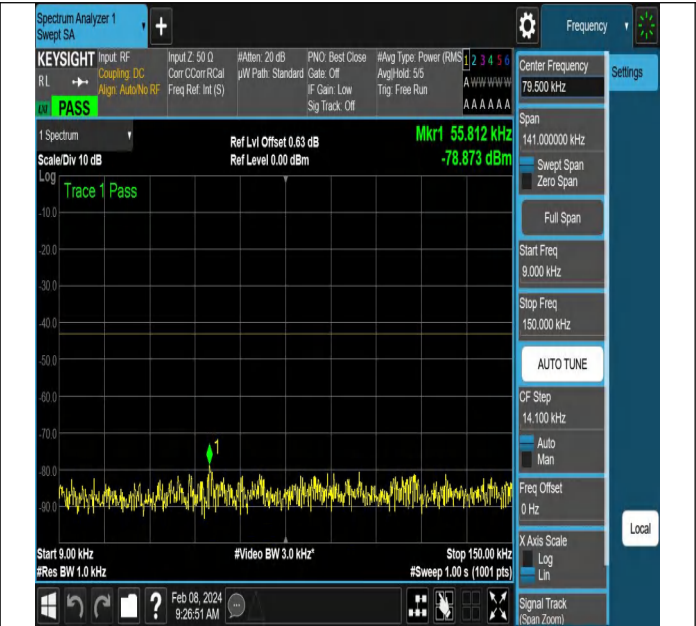 Spectrum Analyzer 1
Swept SA
+
Frequency
KEYSIGHT
RL
PASS
Input: RF
Coupling: DC
Align: Auto/No RF
Input Z: 50 Ω
Corr CCorr RCal
Freq Ref: Int (S)
#Atten: 20 dB
µW Path: Standard
PNO: Best Close
Gate: Off
IF Gain: Low
Sig Track: Off
#Avg Type: Power (RMS
Avg|Hold: 5/5
Trig: Free Run
1 2 3 4 5 6
A W W W W W
A A A A A A
1 Spectrum
Scale/Div 10 dB
Ref Lvl Offset 0.63 dB
Ref Level 0.00 dBm
Mkr1 55.812 kHz
-78.873 dBm
Log
Trace 1 Pass
-10.0
-20.0
-30.0
-40.0
-50.0
-60.0
-70.0
-80.0
-90.0
1
Start 9.00 kHz
#Res BW 1.0 kHz
#Video BW 3.0 kHz*
Stop 150.00 kHz
#Sweep 1.00 s (1001 pts)
?
Feb 08, 2024
9:26:51 AM
Center Frequency
79.500 kHz
Span
141.000000 kHz
Swept Span
Zero Span
Full Span
Start Freq
9.000 kHz
Stop Freq
150.000 kHz
AUTO TUNE
CF Step
14.100 kHz
Auto
Man
Freq Offset
0 Hz
X Axis Scale
Log
Lin
Signal Track
(Span Zoom)
Settings
Local